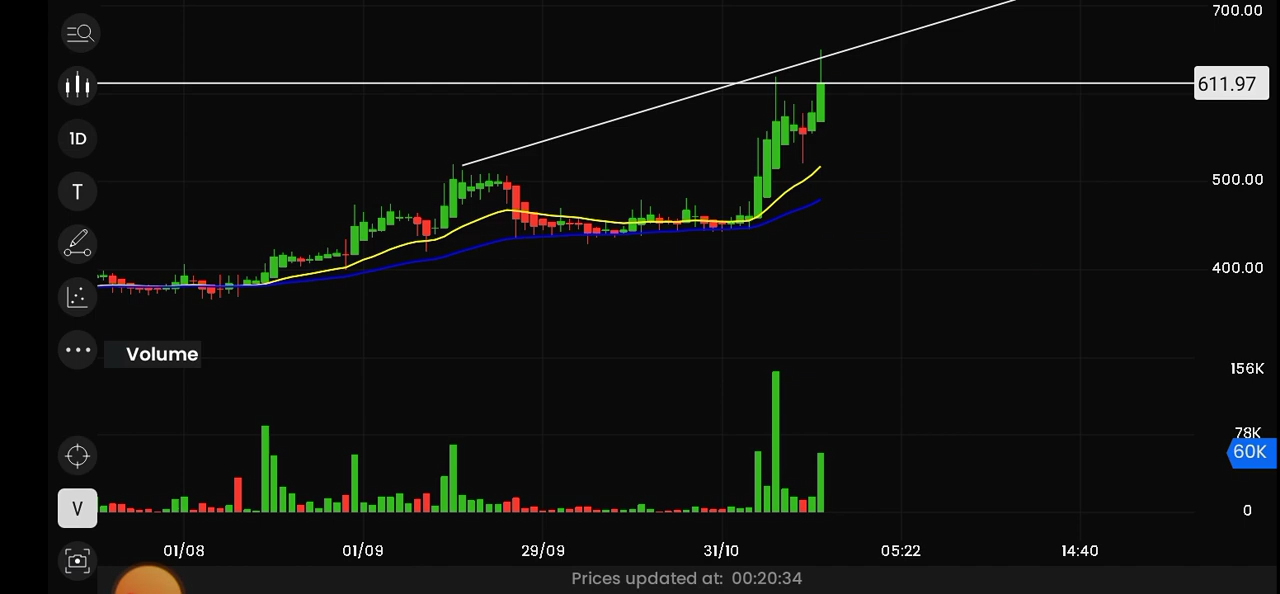 700.00
611.97
1D
T
500.00
400.00
Volume
156K
78K
60K
V
0
01/08 01/09 29/09 31/10 05:22 14:40
Prices updated at: 00:20:34